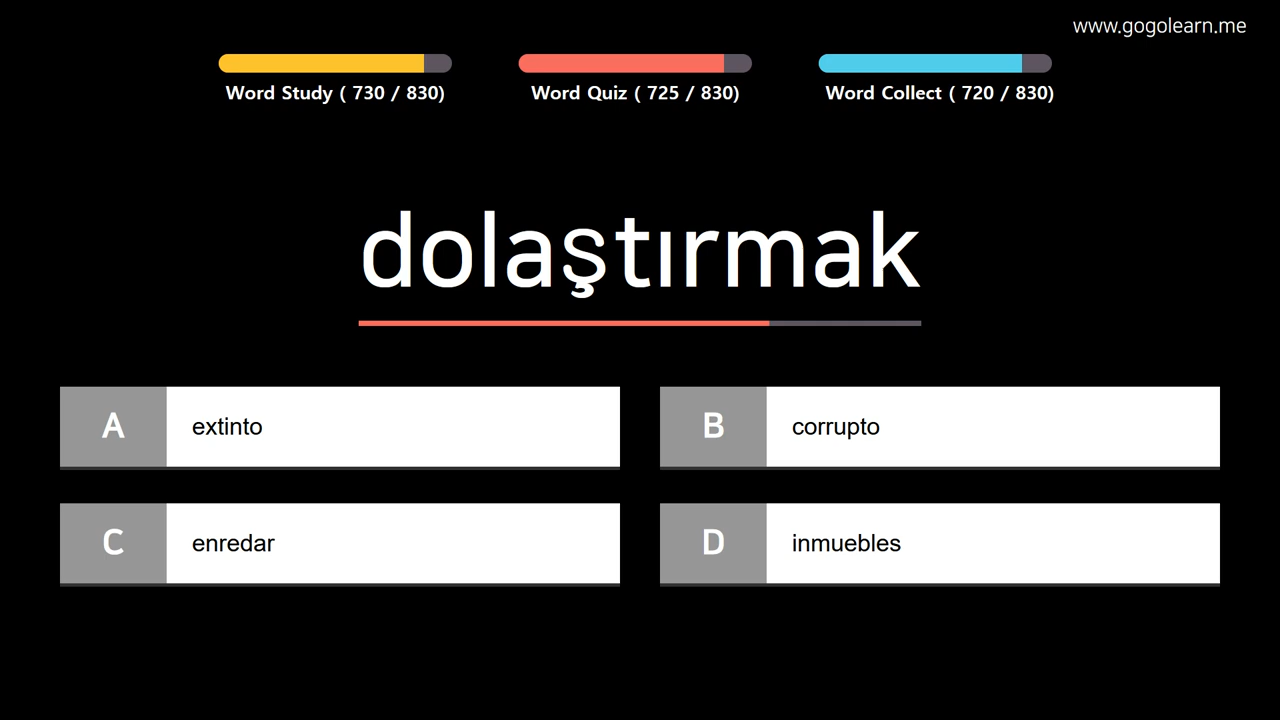 www.gogolearn.me
Word Study ( 730 / 830)
Word Quiz ( 725 / 830)
Word Collect ( 720 / 830)
dolaştırmak
A extinto
B corrupto
C enredar
D inmuebles